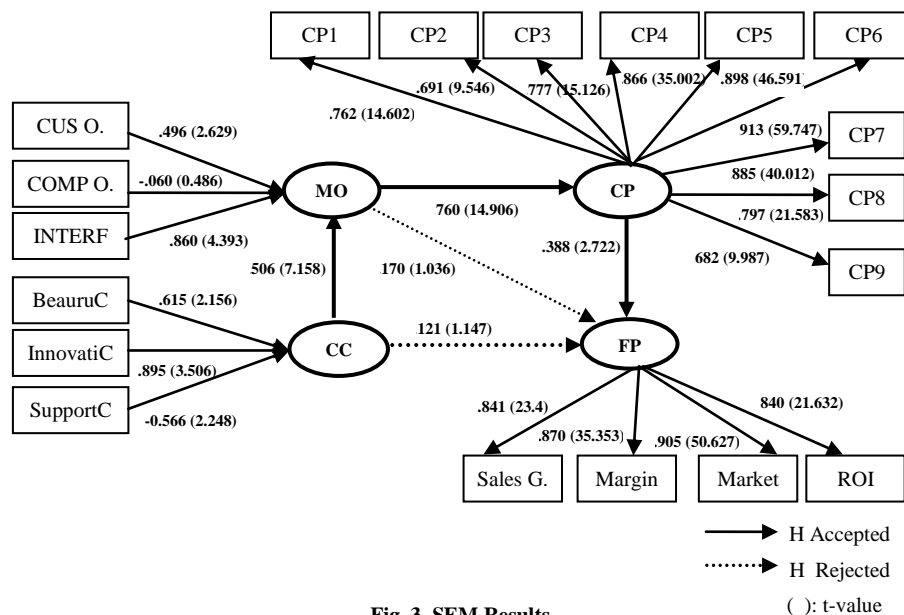 CP1 CP2 CP3 CP4 CP5 CP6
.691 (9.546) .777 (15.126) .866 (35.002) .898 (46.591)
.762 (14.602)
CUS O. .496 (2.629)
913 (59.747) CP7
COMP O. -.060 (0.486) MO CP 885 (40.012) CP8
760 (14.906)
INTERF .860 (4.393)
.797 (21.583)
.388 (2.722)
506 (7.158) .170 (1.036) 682 (9.987) CP9
BeauruC .615 (2.156)
.121 (1.147)
InnovatiC CC FP
.895 (3.506)
SupportC -0.566 (2.248)
.841 (23.4) 840 (21.632)
.870 (35.353) .905 (50.627)
Sales G. Margin Market ROI
H Accepted
H Rejected
( ): t-value
Fig. 3. SEM Results